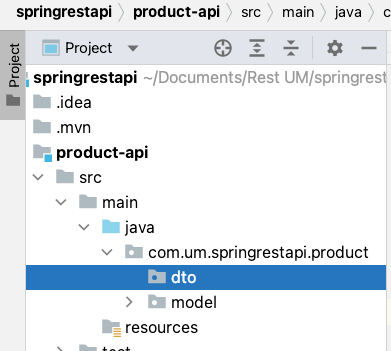 springrestapi product-api src main java c
Project
Project
springrestapi ~/Documents/Rest UM/springrest
.idea
.mvn
product-api
src
main
java
com.um.springrestapi.product
dto
model
resources
test